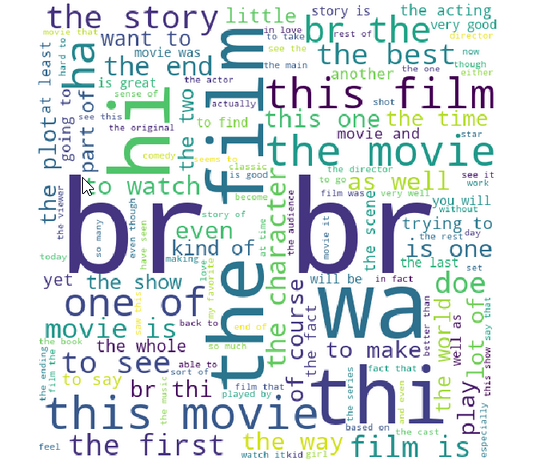 the story
little
story is
the acting
movie that
in love
br the
very good
want to
to take
rest of
director
movie was
see the
the best
now
the end
the main
though
hard to
ha
at least
is great
the actor
another
the one
either
sense of
actually
this film
shot
going to
part of
see this
hi
the two
to find
this one
the time
the original
movie and
star
the plot
comedy
seems to
the movie
classic
the director
to watch
is good
to go
as well
see it
work
the film
become
film was
very well
the viewer
br
br
you will
without
so many
even though
have seen
story of
even
at time
the character
the audience
movie it
the scene
trying to
the rest
day
kind of
is one
today
making
the last
set
yet
the show
love
my favorite
will be
in fact
doe
one of
saw this
wa
better than
the world
well as
say that
movie is
back to
end of
of course
the fact
the book
the whole
so much
to make
the ending
film the
to see
able to
fact that
lot of
this show
sort of
to say
br thi
the music
film that
played by
thi
the series
and even
play
especially
this movie
based on
the cast
feel
the first
the way
film is
watch it
kid
girl